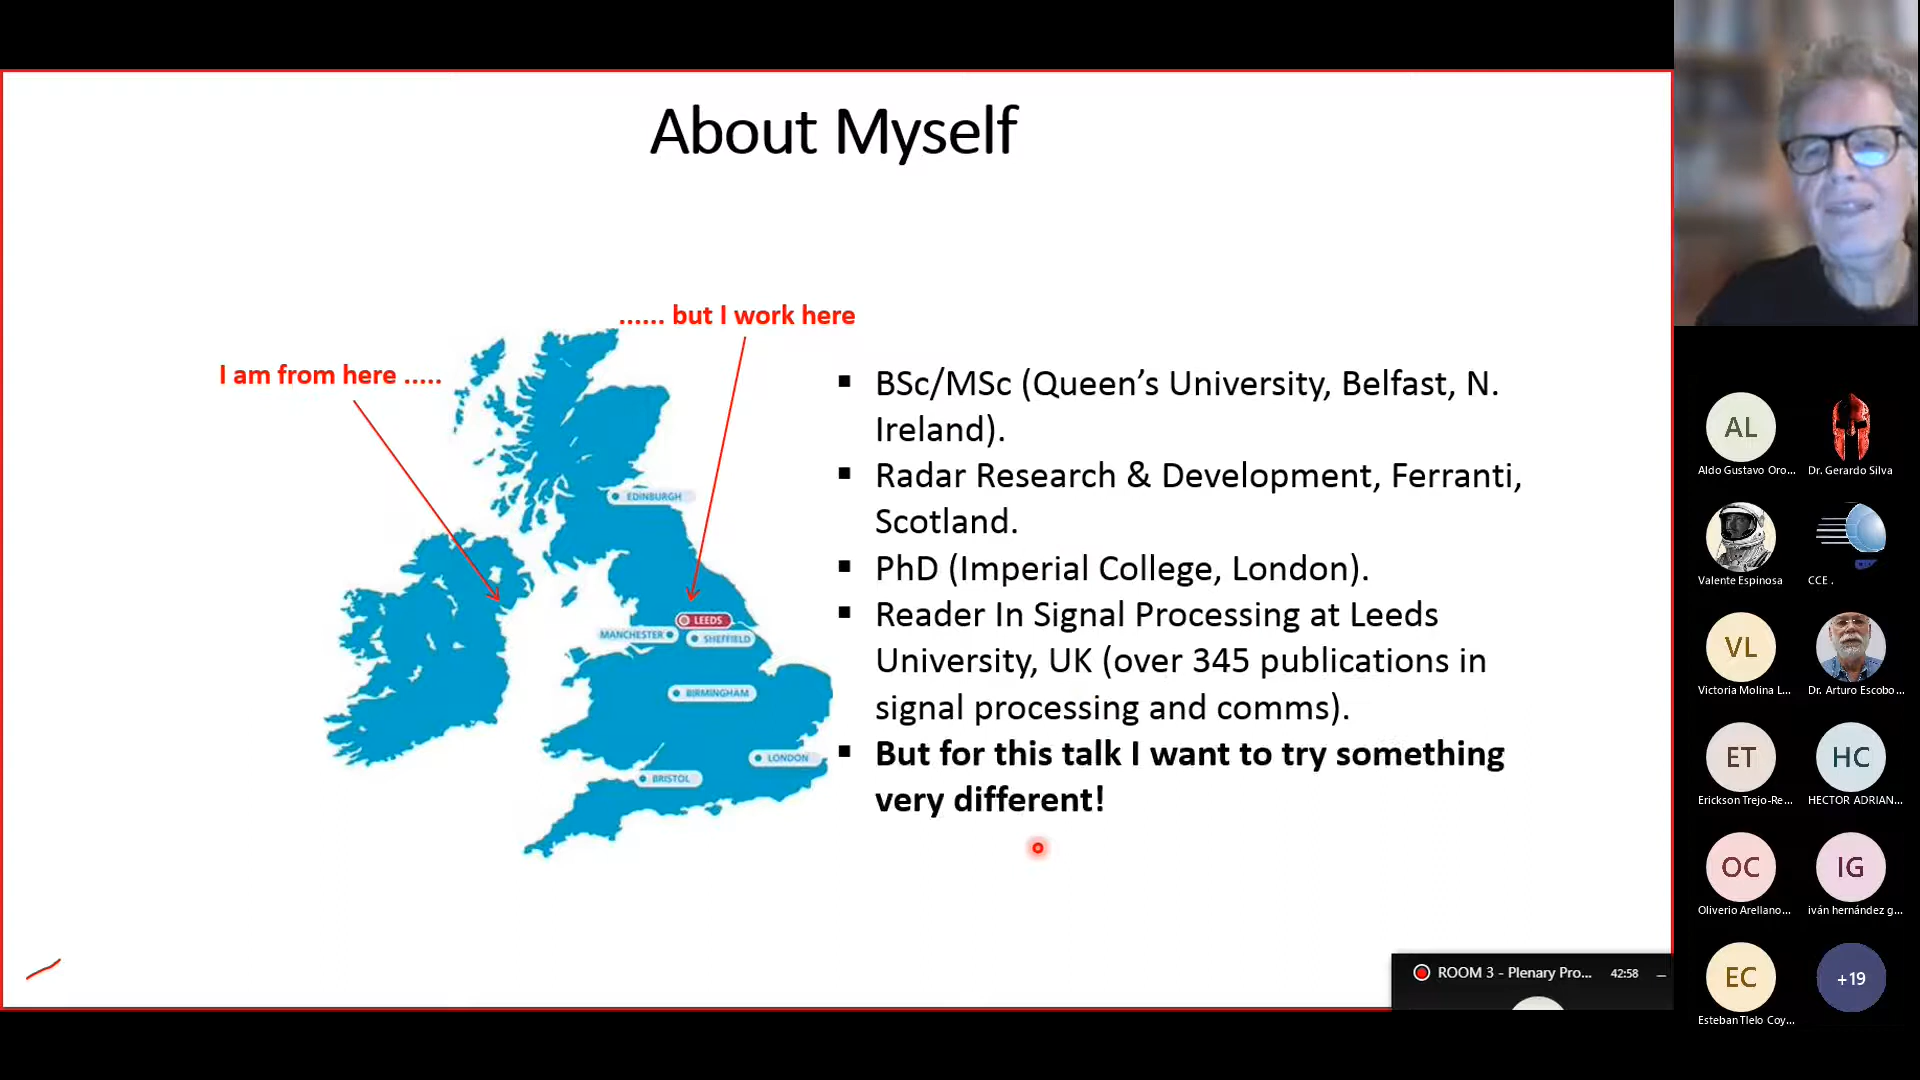 About Myself
...... but I work here
I am from here .....
EDINBURGH
LEEDS
MANCHESTER
SHEFFIELD
BIRMINGHAM
LONDON
BRISTOL
▪ BSc/MSc (Queen’s University, Belfast, N.
Ireland).
▪ Radar Research & Development, Ferranti,
Scotland.
▪ PhD (Imperial College, London).
▪ Reader In Signal Processing at Leeds
University, UK (over 345 publications in
signal processing and comms).
▪ But for this talk I want to try something
very different!
ROOM 3 - Plenary Pro... 42:58
AL
Aldo Gustavo Oro... Dr. Gerardo Silva
Valente Espinosa CCE .
VL
Victoria Molina L... Dr. Arturo Escobo...
ET HC
Erickson Trejo-Re... HECTOR ADRIAN...
OC IG
Oliverio Arellano... iván hernández g...
EC +19
Esteban Tlelo Coy...